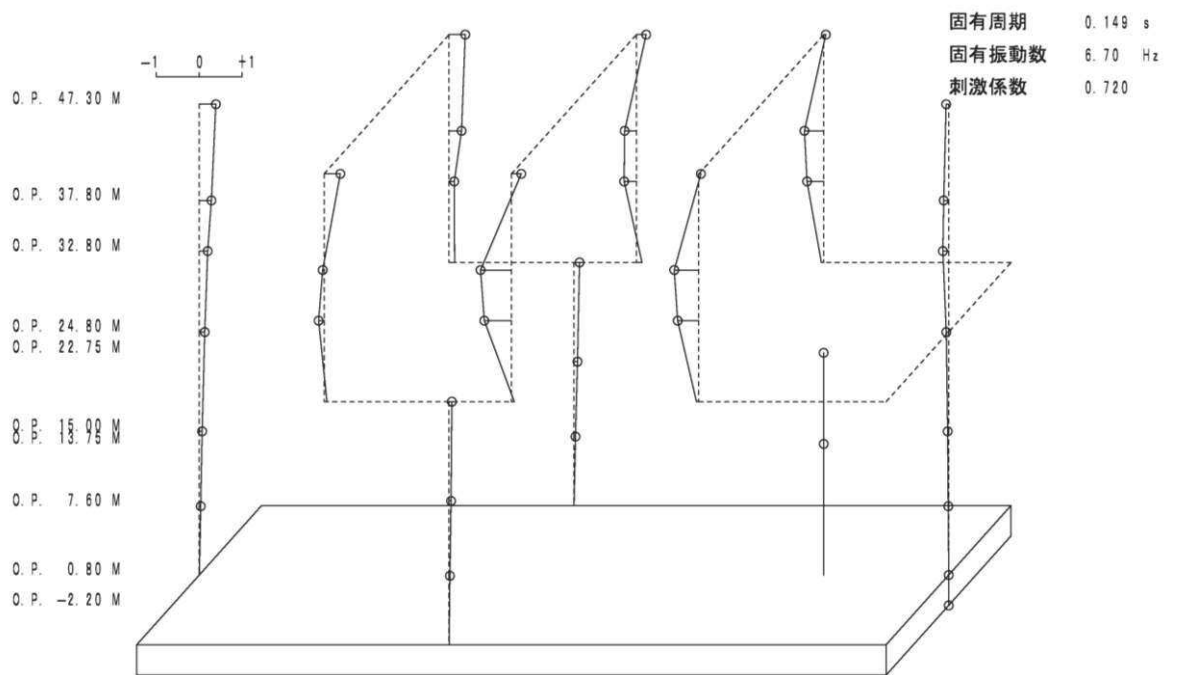 固有周期 0.149 s
固有振動数 6.70 Hz
刺激係数 0.720
-1 0 +1
O.P. 47.30 M
O.P. 37.80 M
O.P. 32.80 M
O.P. 24.80 M
O.P. 22.75 M
O.P. 15.00 M
O.P. 13.75 M
O.P. 7.60 M
O.P. 0.80 M
O.P. -2.20 M